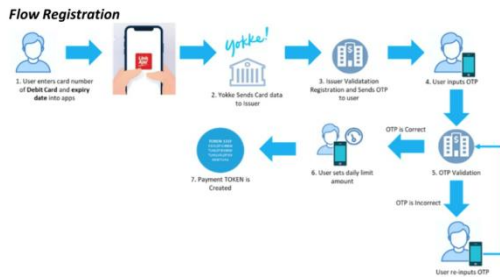 Flow Registration
yokke!
1. User enters card number
of Debit Card and expiry
date into apps
2. Yokke Sends Card data
to Issuer
3. Issuer Validatation
Registration and Sends OTP
to user
4. User inputs OTP
OTP is Correct
7. Payment TOKEN is
Created
6. User sets daily limit
amount
5. OTP Validation
OTP is Incorrect
User re-inputs OTP